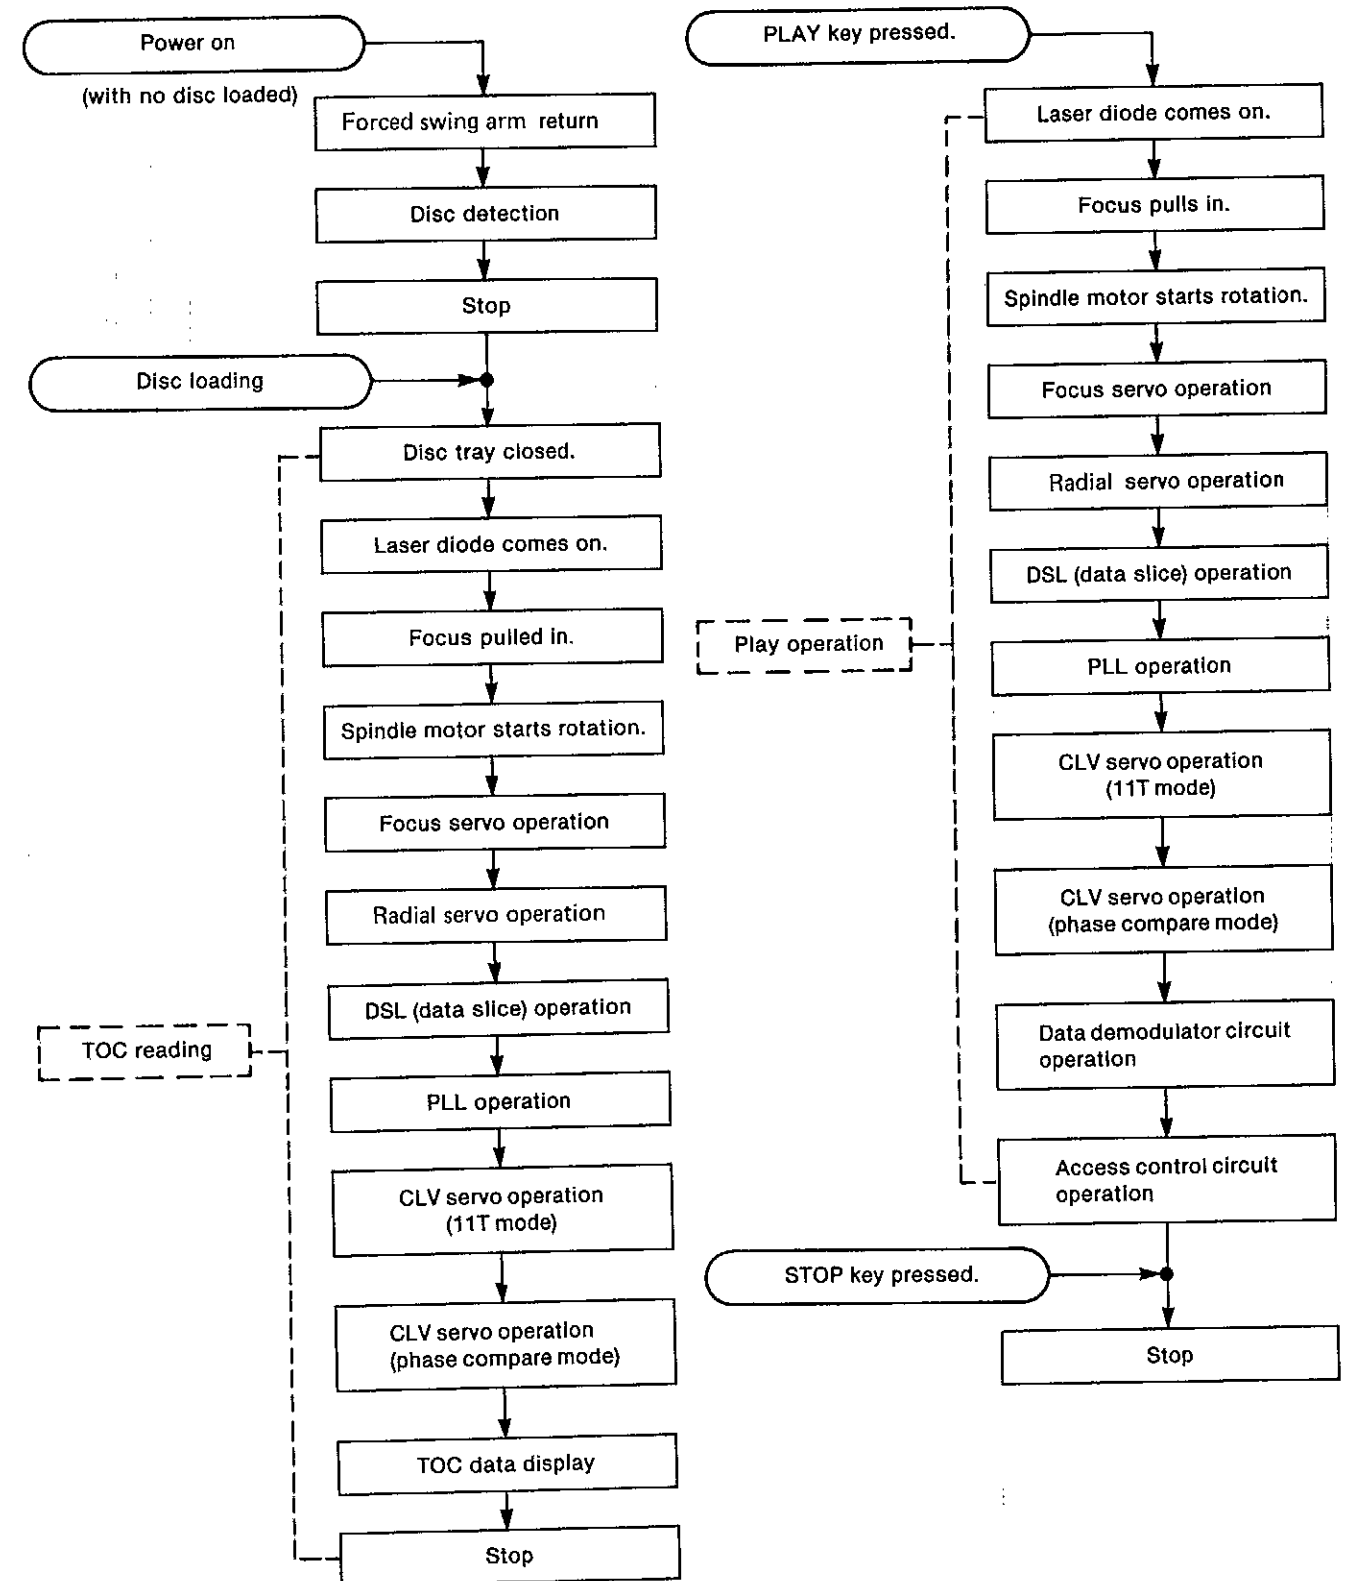 Power on
(with no disc loaded)
Forced swing arm return
Disc detection
Stop
Disc loading
Disc tray closed.
Laser diode comes on.
Focus pulled in.
Spindle motor starts rotation.
Focus servo operation
Radial servo operation
DSL (data slice) operation
TOC reading
PLL operation
CLV servo operation
(11T mode)
CLV servo operation
(phase compare mode)
TOC data display
Stop
PLAY key pressed.
Laser diode comes on.
Focus pulls in.
Spindle motor starts rotation.
Focus servo operation
Radial servo operation
DSL (data slice) operation
Play operation
PLL operation
CLV servo operation
(11T mode)
CLV servo operation
(phase compare mode)
Data demodulator circuit
operation
Access control circuit
operation
STOP key pressed.
Stop